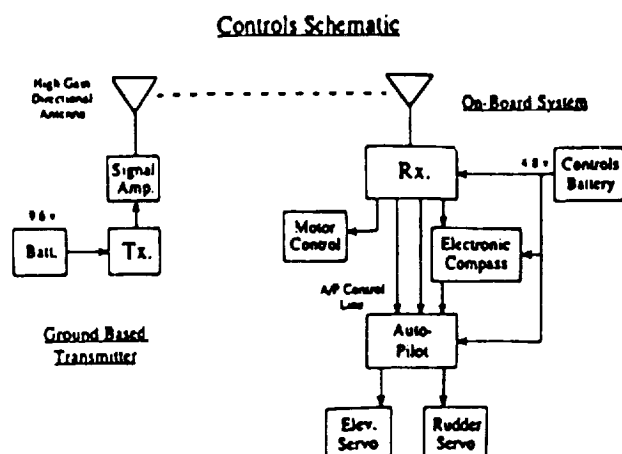 Controls Schematic
High Gain
Directional
Antenna
On-Board System
Signal
Amp.
Rx.
4.8 v
Controls
Battery
9.6 v
Batt.
Tx.
Motor
Control
Electronic
Compass
A/P Control
Line
Ground Based
Transmitter
Auto-
Pilot
Elev.
Servo
Rudder
Servo